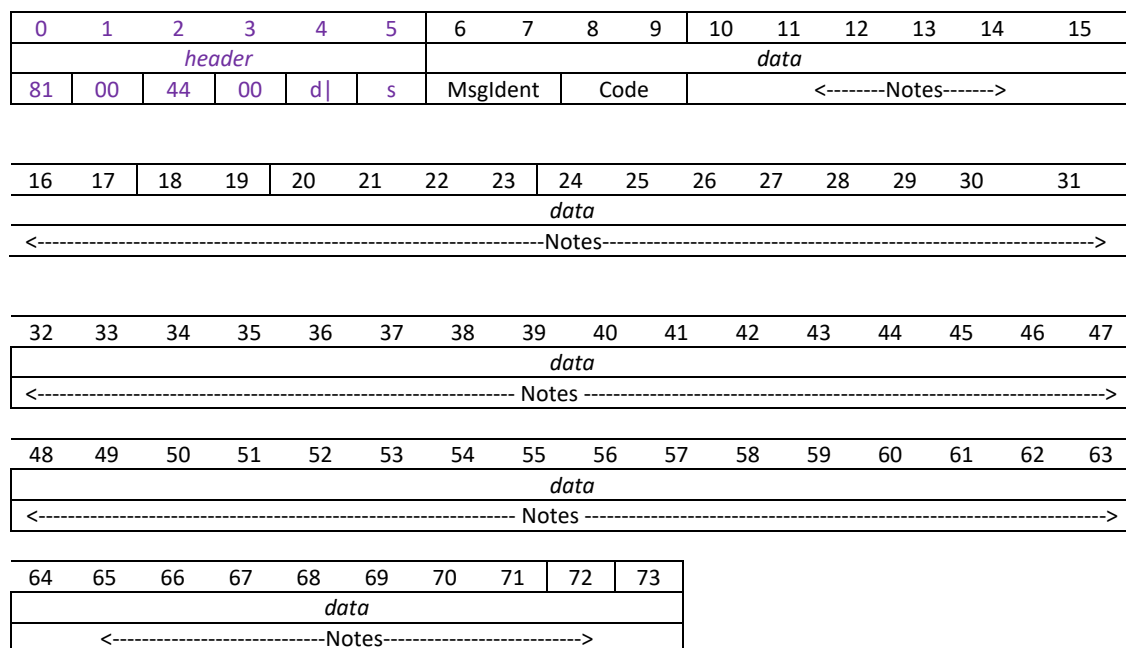 0 1 2 3 4 5 6 7 8 9 10 11 12 13 14 15
header data
81 00 44 00 d| s MsgIdent Code <--------Notes------->
16 17 18 19 20 21 22 23 24 25 26 27 28 29 30 31
data
<----------------------------------------------------------------------Notes-------------------------------------------------------------------->
32 33 34 35 36 37 38 39 40 41 42 43 44 45 46 47
data
<----------------------------------------------------------------- Notes ----------------------------------------------------------------------->
48 49 50 51 52 53 54 55 56 57 58 59 60 61 62 63
data
<----------------------------------------------------------------- Notes ----------------------------------------------------------------------->
64 65 66 67 68 69 70 71 72 73
data
<-----------------------------Notes--------------------------->